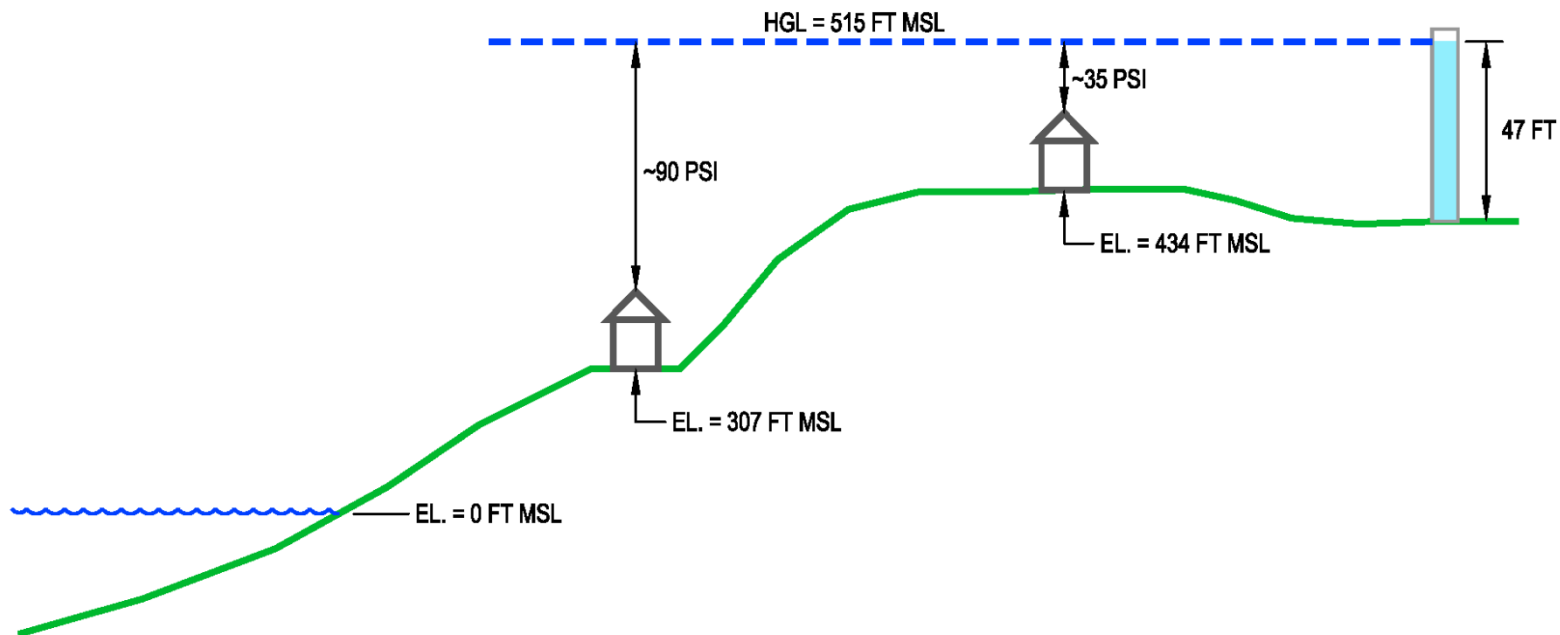 HGL = 515 FT MSL
~35 PSI
47 FT
~90 PSI
EL. = 434 FT MSL
EL. = 307 FT MSL
EL. = 0 FT MSL